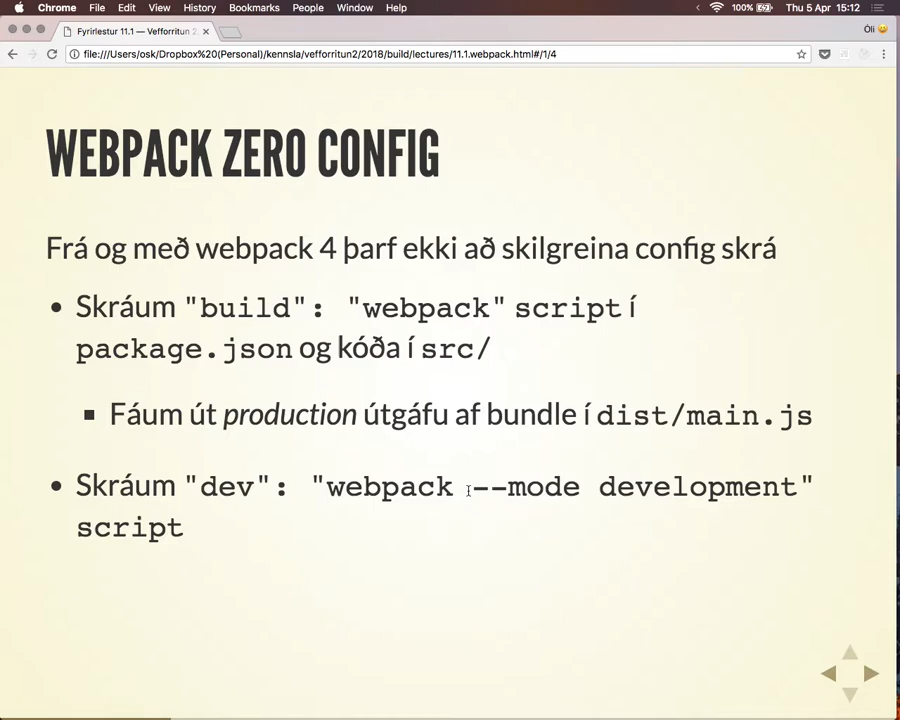 Chrome File Edit View History Bookmarks People Window Help 100% Thu 5 Apr 15:12
Fyrirlestur 11.1 — Vefforritun 2, Óli
file:///Users/osk/Dropbox%20(Personal)/kennsla/vefforritun2/2018/build/lectures/11.1.webpack.html#/1/4
WEBPACK ZERO CONFIG
Frá og með webpack 4 þarf ekki að skilgreina config skrá
• Skráum "build": "webpack" script í
package.json og kóða í src/
▪ Fáum út production útgáfu af bundle í dist/main.js
• Skráum "dev": "webpack --mode development"
script